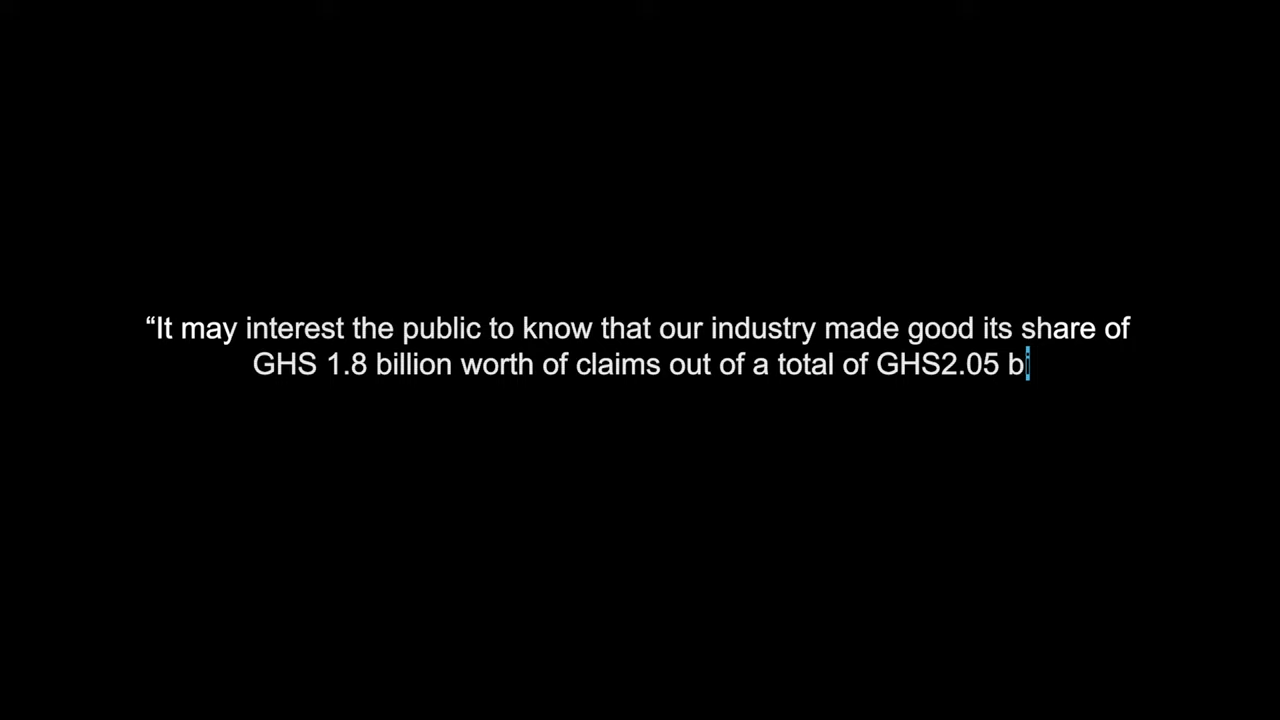 “It may interest the public to know that our industry made good its share of
GHS 1.8 billion worth of claims out of a total of GHS2.05 bi